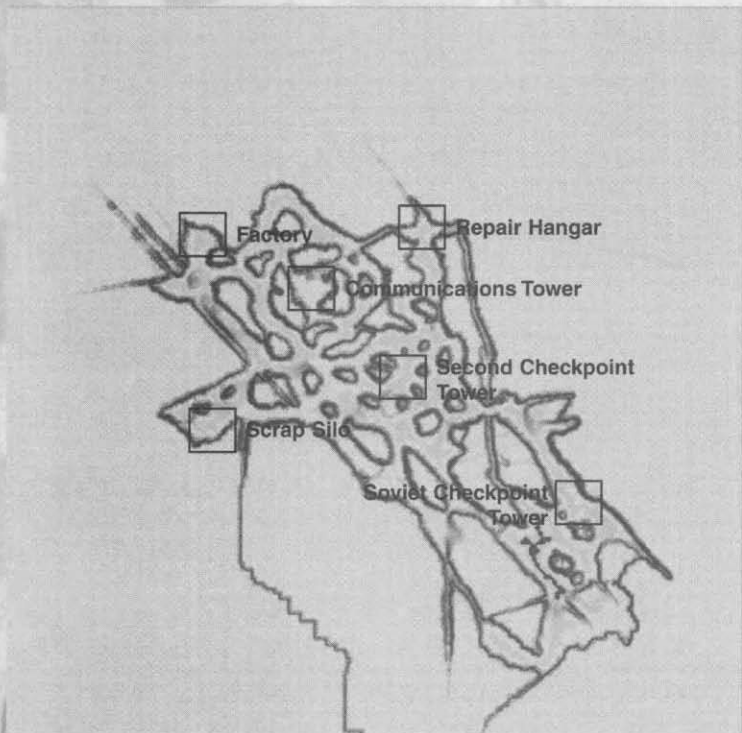 Factory
Repair Hangar
Communications Tower
Second Checkpoint
Tower
Scrap Silo
Soviet Checkpoint
Tower